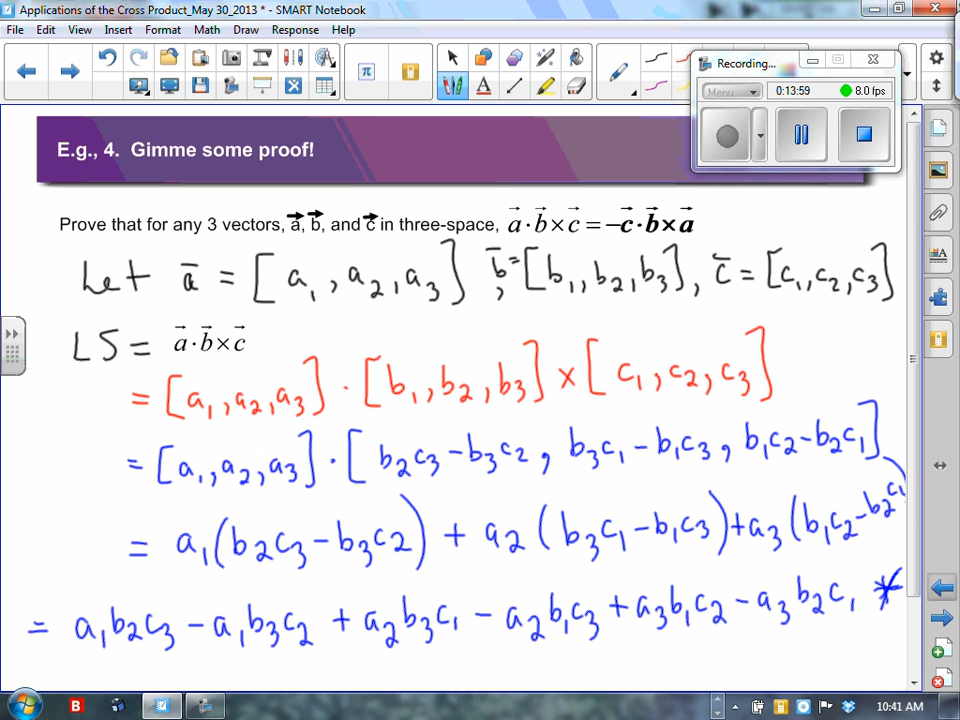 Applications of the Cross Product_May 30_2013 * - SMART Notebook
File Edit View Insert Format Math Draw Response Help
Recording...
Menu 0:13:59 8.0 fps
E.g., 4. Gimme some proof!
Prove that for any 3 vectors, a⃗, b⃗, and c⃗ in three-space, a⃗ · b⃗ × c⃗ = −c⃗ · b⃗ × a⃗
Let a̅ = [a₁, a₂, a₃], b̅ = [b₁, b₂, b₃], c̅ = [c₁, c₂, c₃]
LS = a⃗ · b⃗ × c⃗
= [a₁, a₂, a₃] · [b₁, b₂, b₃] × [c₁, c₂, c₃]
= [a₁, a₂, a₃] · [b₂c₃ − b₃c₂, b₃c₁ − b₁c₃, b₁c₂ − b₂c₁]
= a₁(b₂c₃ − b₃c₂) + a₂(b₃c₁ − b₁c₃) + a₃(b₁c₂ − b₂c₁)
= a₁b₂c₃ − a₁b₃c₂ + a₂b₃c₁ − a₂b₁c₃ + a₃b₁c₂ − a₃b₂c₁ *
B
10:41 AM